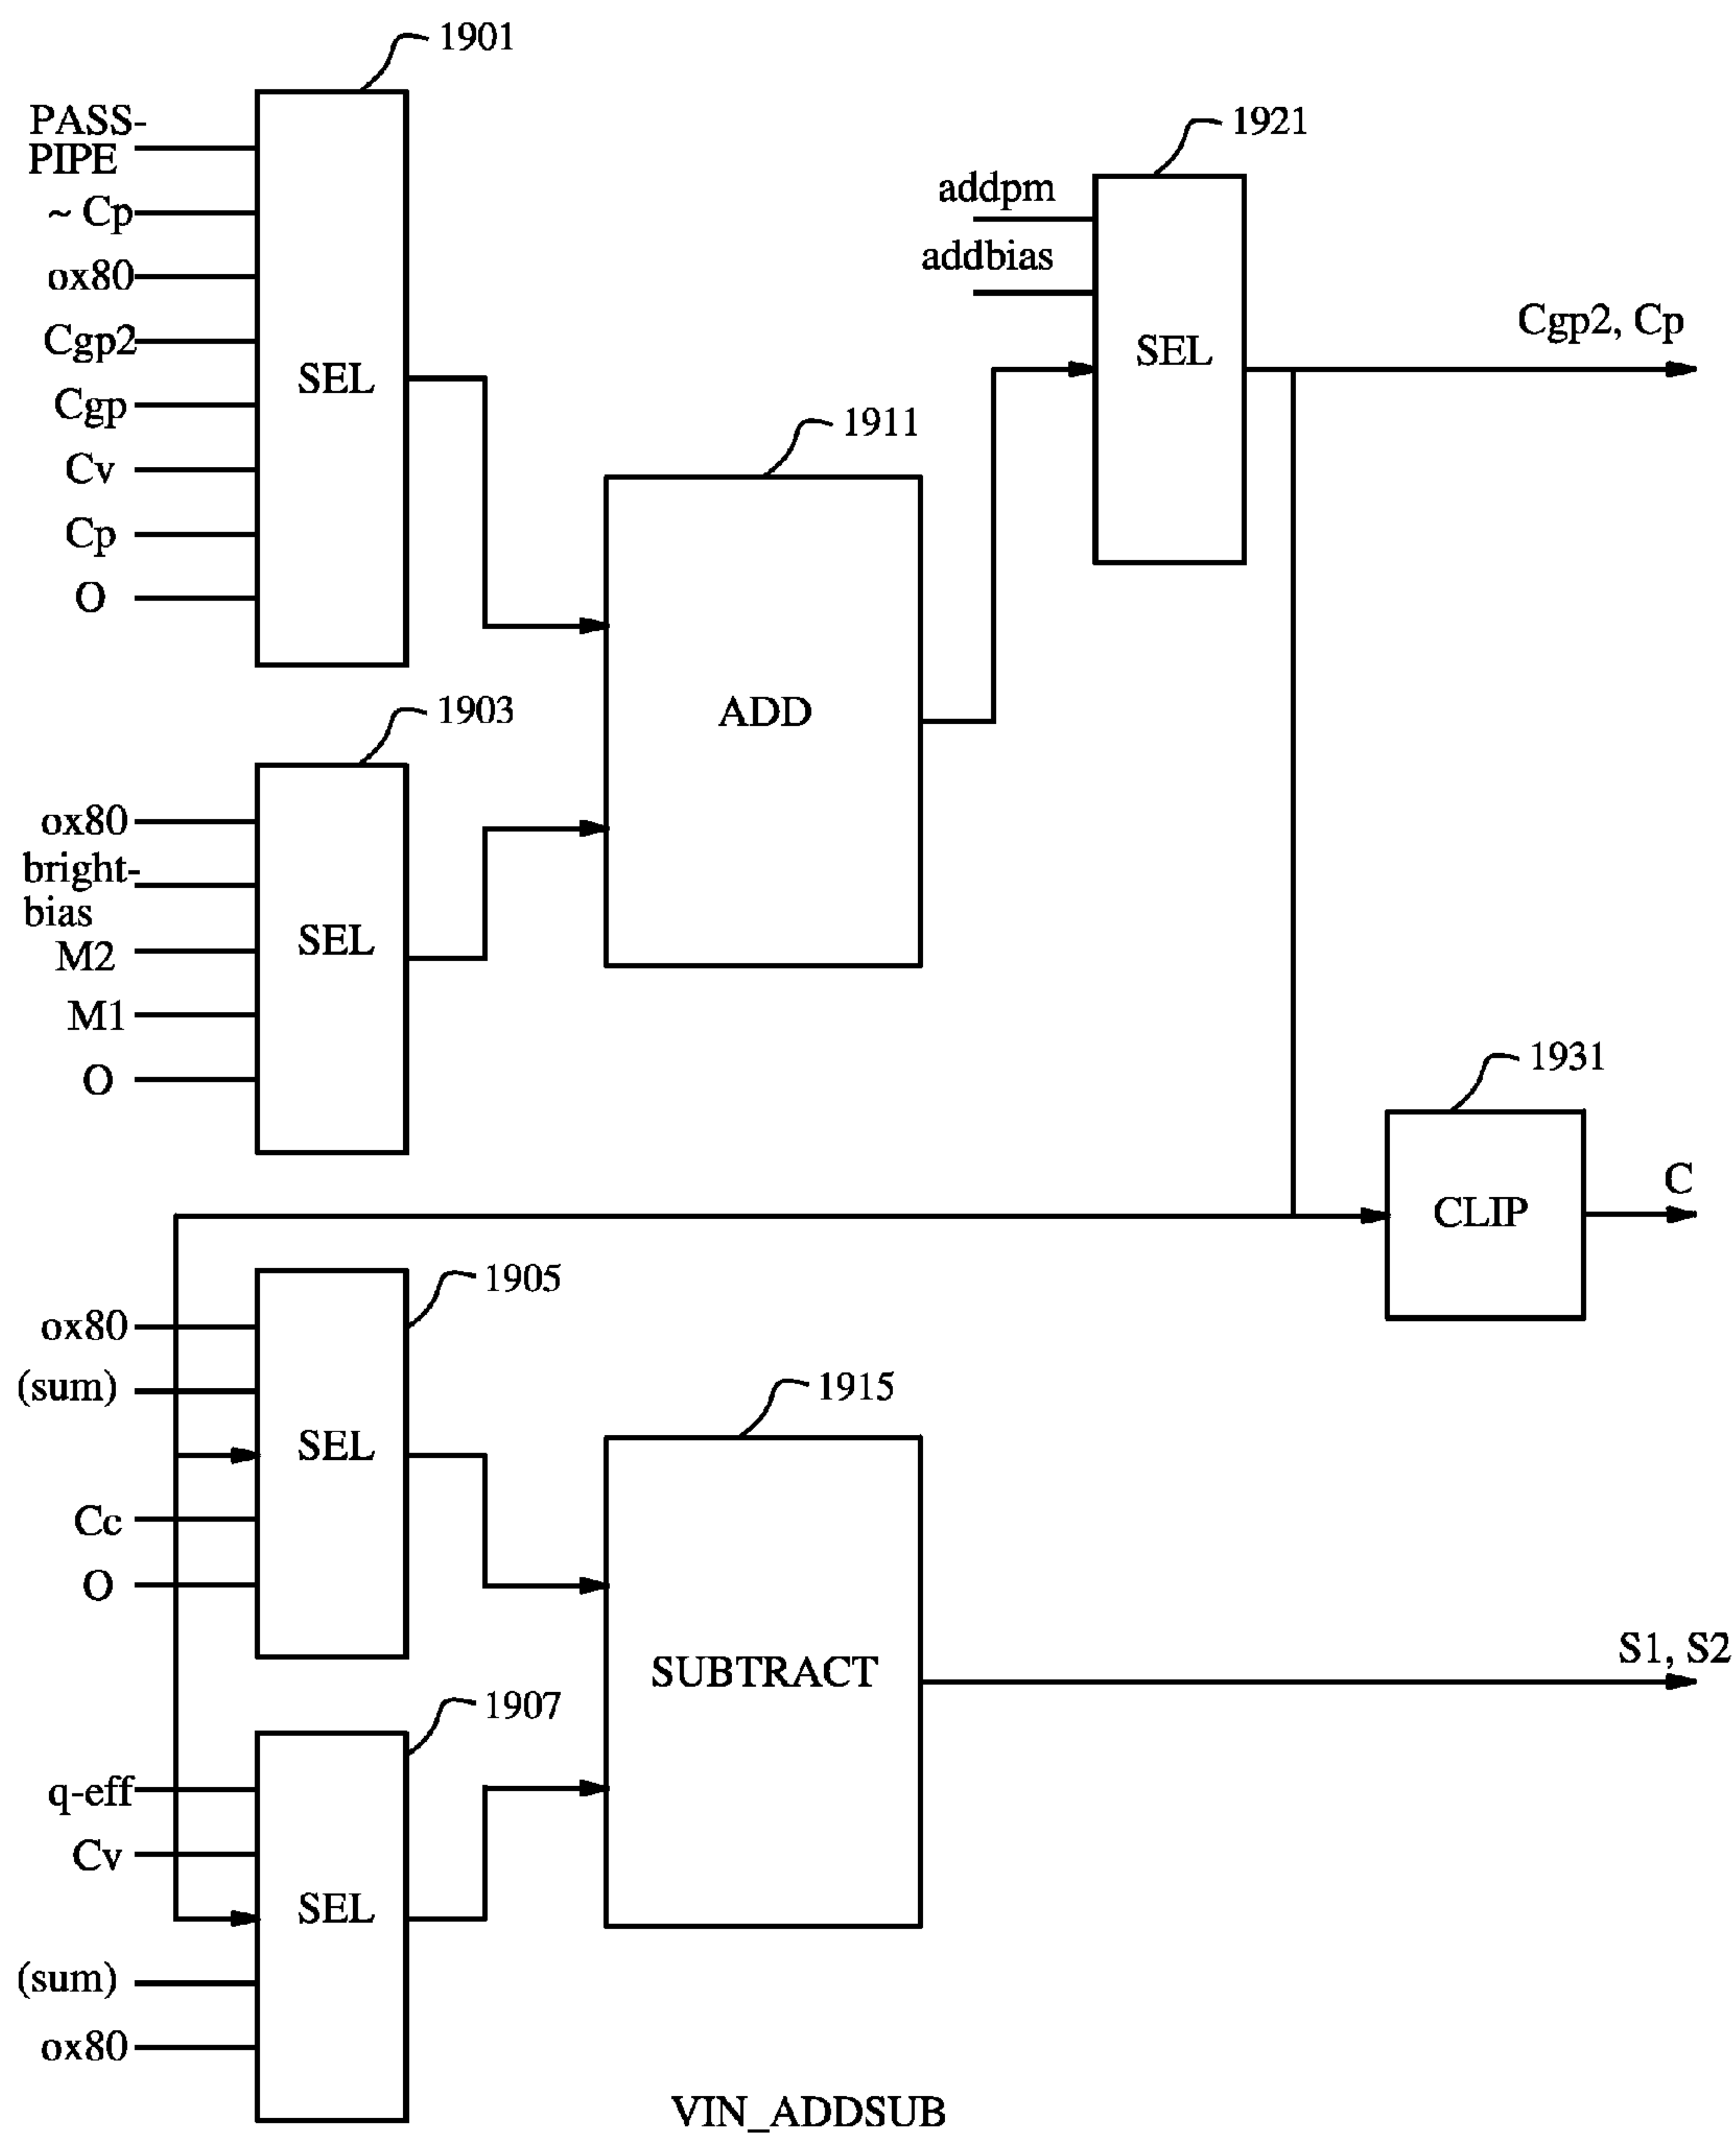 1901
PASS-
PIPE
~ Cp
ox80
Cgp2
Cgp
Cv
Cp
O
SEL
1921
addpm
addbias
SEL
Cgp2, Cp
1911
ADD
1903
ox80
bright-
bias
M2
M1
O
SEL
1931
CLIP
C
1905
ox80
(sum)
SEL
Cc
O
1915
SUBTRACT
S1, S2
1907
q-eff
Cv
SEL
(sum)
ox80
VIN_ADDSUB